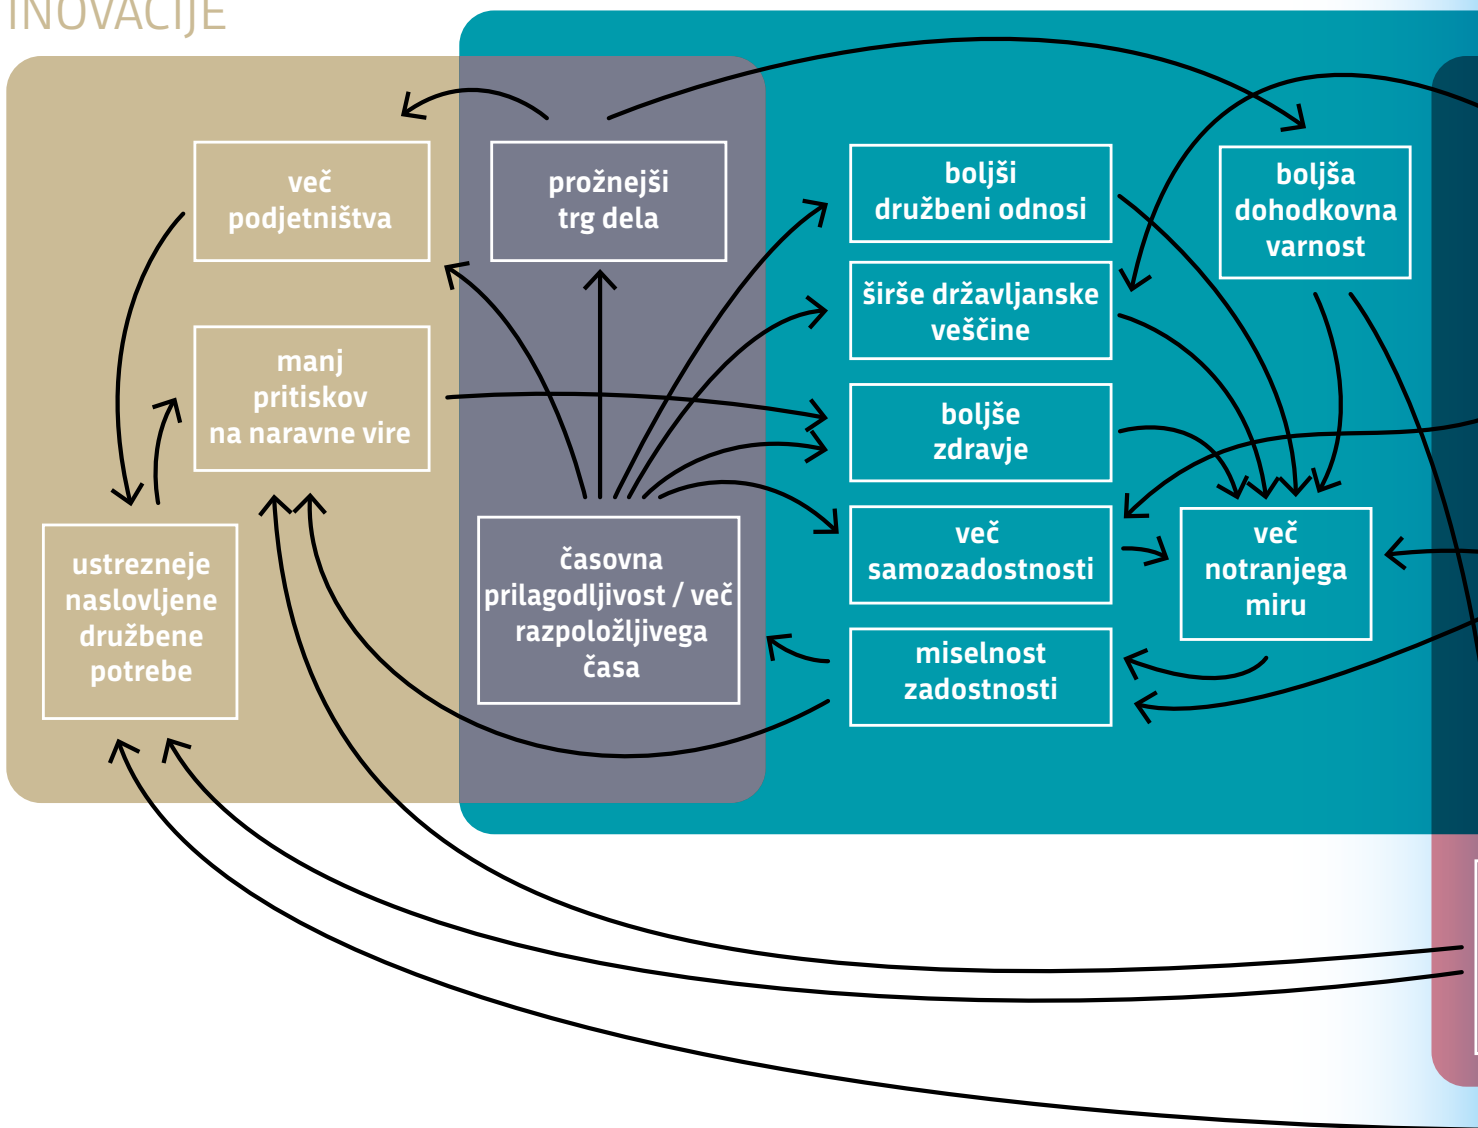 INOVACIJE
več
podjetništva
prožnejši
trg dela
boljši
družbeni odnosi
boljša
dohodkovna
varnost
širše državljanske
veščine
manj
pritiskov
na naravne vire
boljše
zdravje
ustrezneje
naslovljene
družbene
potrebe
časovna
prilagodljivost / več
razpoložljivega
časa
več
samozadostnosti
več
notranjega
miru
miselnost
zadostnosti